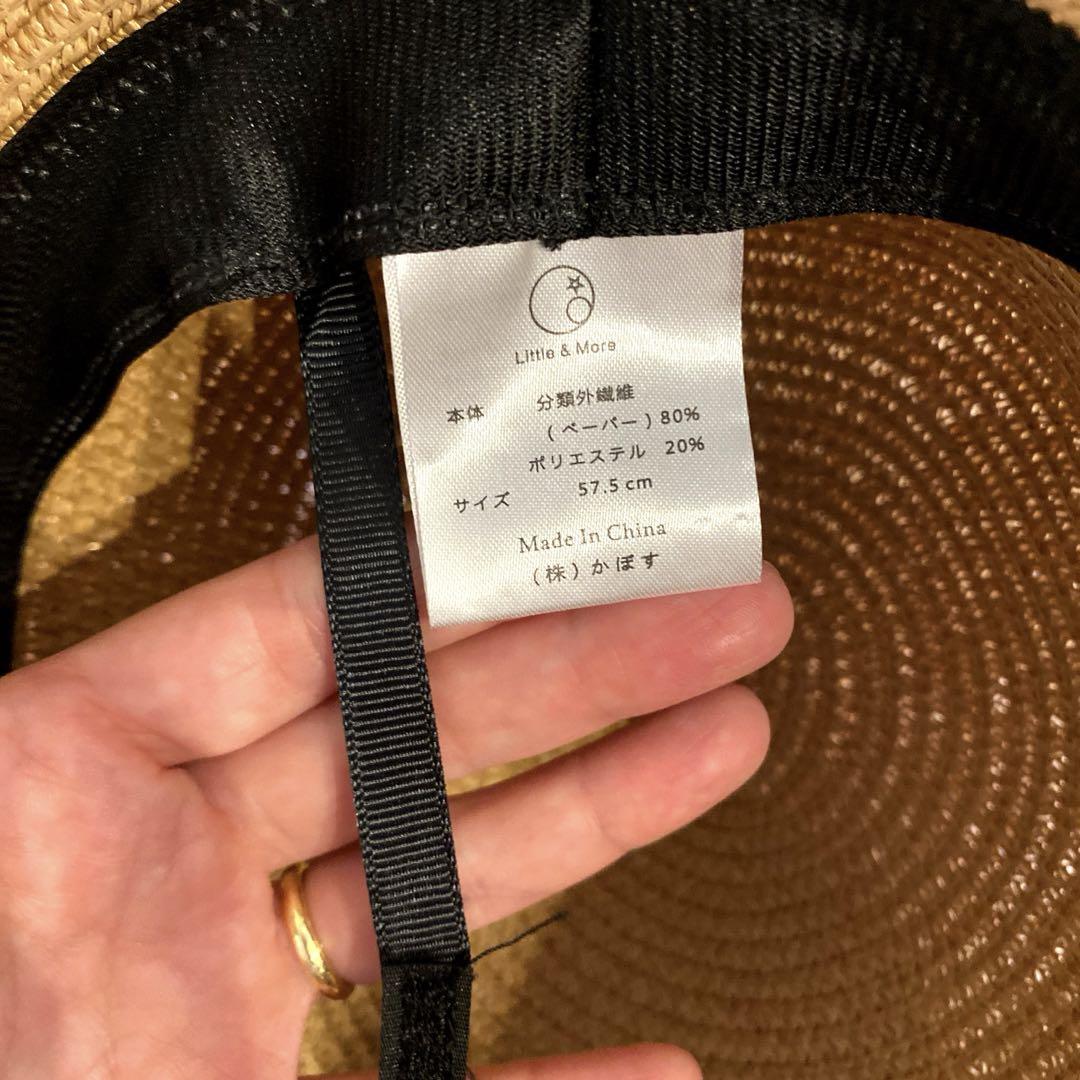 Little & More
本体 分類外繊維
(ペーパー) 80%
ポリエステル 20%
サイズ 57.5 cm
Made In China
(株) かぼす